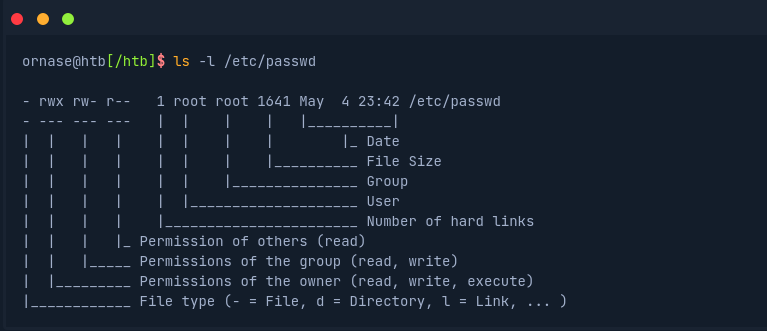 ornase@htb[/htb]$ ls -l /etc/passwd

- rwx rw- r--   1 root root 1641 May  4 23:42 /etc/passwd
- --- --- ---   |  |    |    |   |__________|
|  |   |   |    |  |    |    |        |_ Date
|  |   |   |    |  |    |    |__________ File Size
|  |   |   |    |  |    |_______________ Group
|  |   |   |    |  |____________________ User
|  |   |   |    |_______________________ Number of hard links
|  |   |   |_ Permission of others (read)
|  |   |_____ Permissions of the group (read, write)
|  |_________ Permissions of the owner (read, write, execute)
|____________ File type (- = File, d = Directory, l = Link, ... )